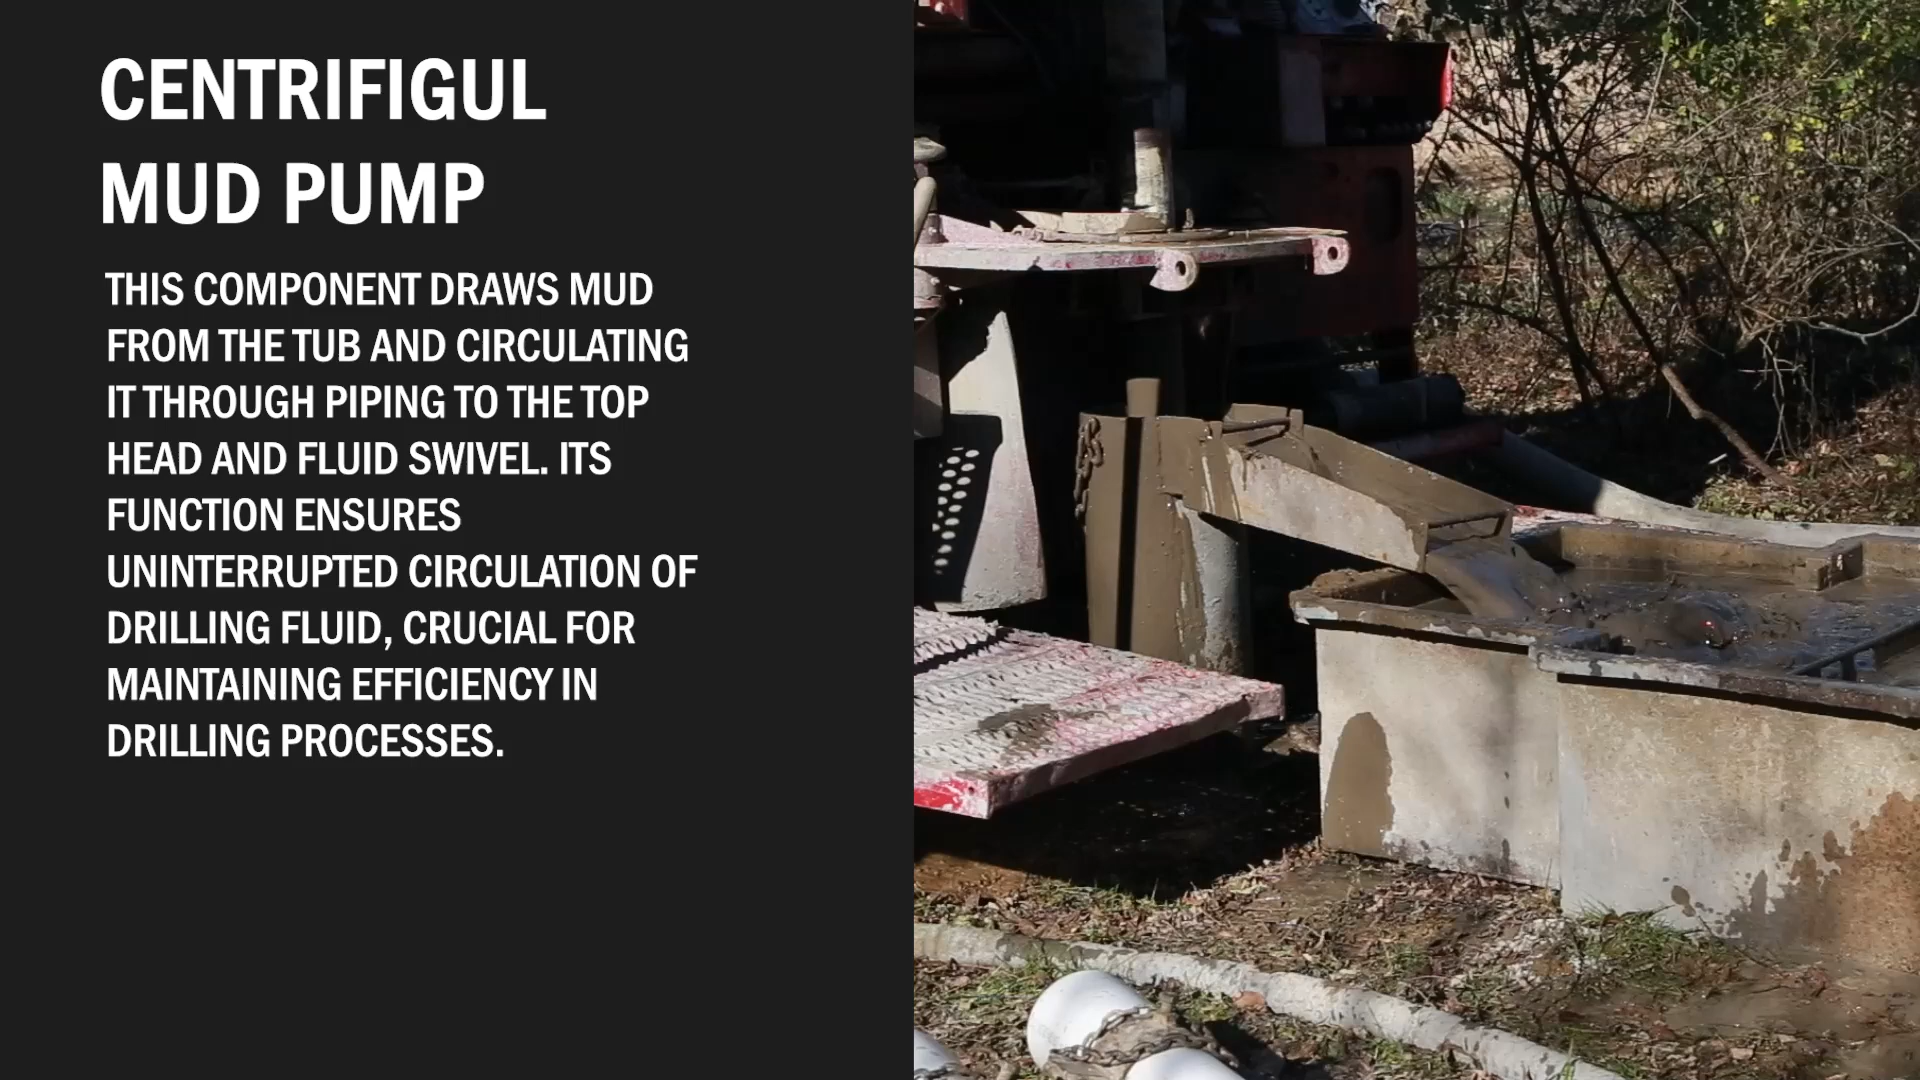 CENTRIFIGUL
MUD PUMP
THIS COMPONENT DRAWS MUD
FROM THE TUB AND CIRCULATING
IT THROUGH PIPING TO THE TOP
HEAD AND FLUID SWIVEL. ITS
FUNCTION ENSURES
UNINTERRUPTED CIRCULATION OF
DRILLING FLUID, CRUCIAL FOR
MAINTAINING EFFICIENCY IN
DRILLING PROCESSES.